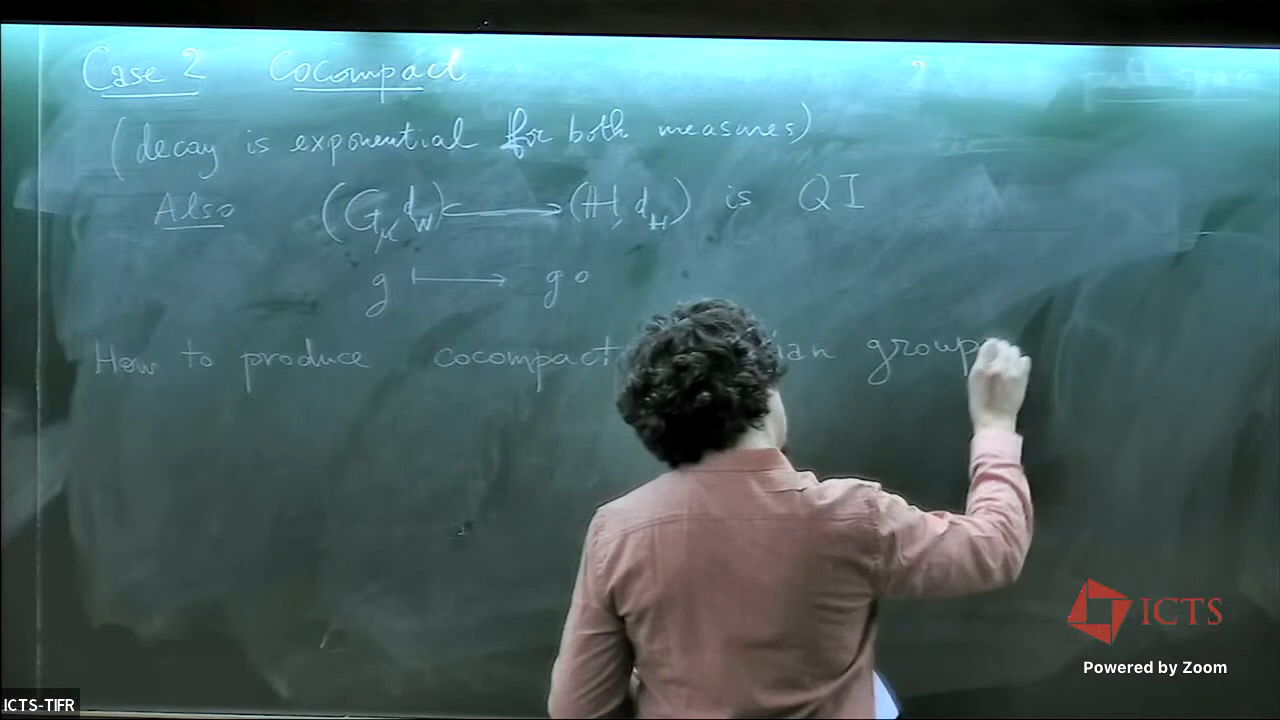 Case 2 Cocompact
(decay is exponential for both measures)
Also (G, d_W) ⟷ (ℍ, d_ℍ) is QI
g ⟼ go
How to produce cocompact groups
ICTS
Powered by Zoom
ICTS-TIFR